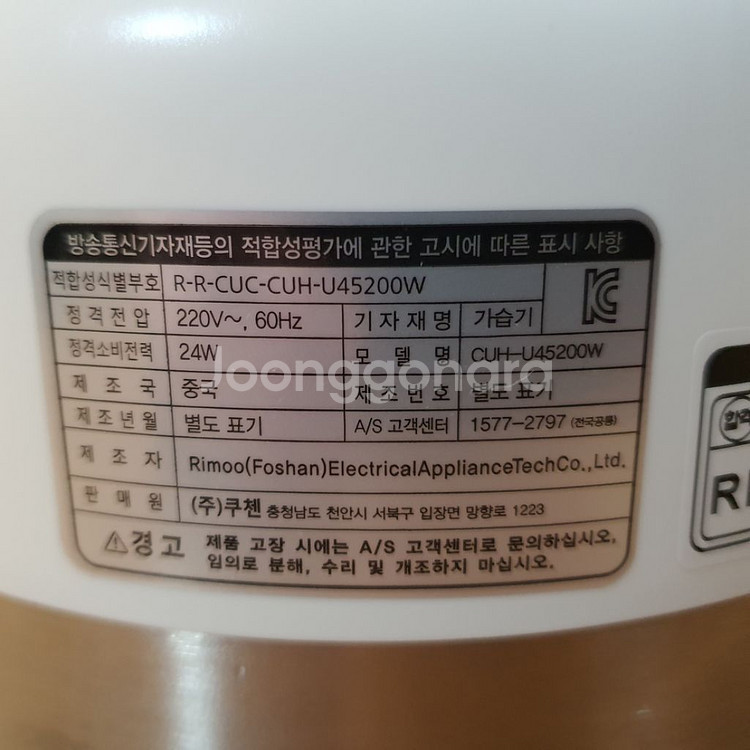 방송통신기자재등의 적합성평가에 관한 고시에 따른 표시 사항
적합성식별부호 R-R-CUC-CUH-U45200W
정격전압 220V~, 60Hz 기자재명 가습기
정격소비전력 24W 모델명 CUH-U45200W
제조국 중국 제조번호 별도 표기
제조년월 별도 표기 A/S 고객센터 1577-2797 (전국공통)
제조자 Rimoo(Foshan)ElectricalApplianceTechCo.,Ltd.
판매원 (주)쿠첸 충청남도 천안시 서북구 입장면 망향로 1223
경고 제품 고장 시에는 A/S 고객센터로 문의하십시오.
임의로 분해, 수리 및 개조하지 마십시오.
Joonggonara